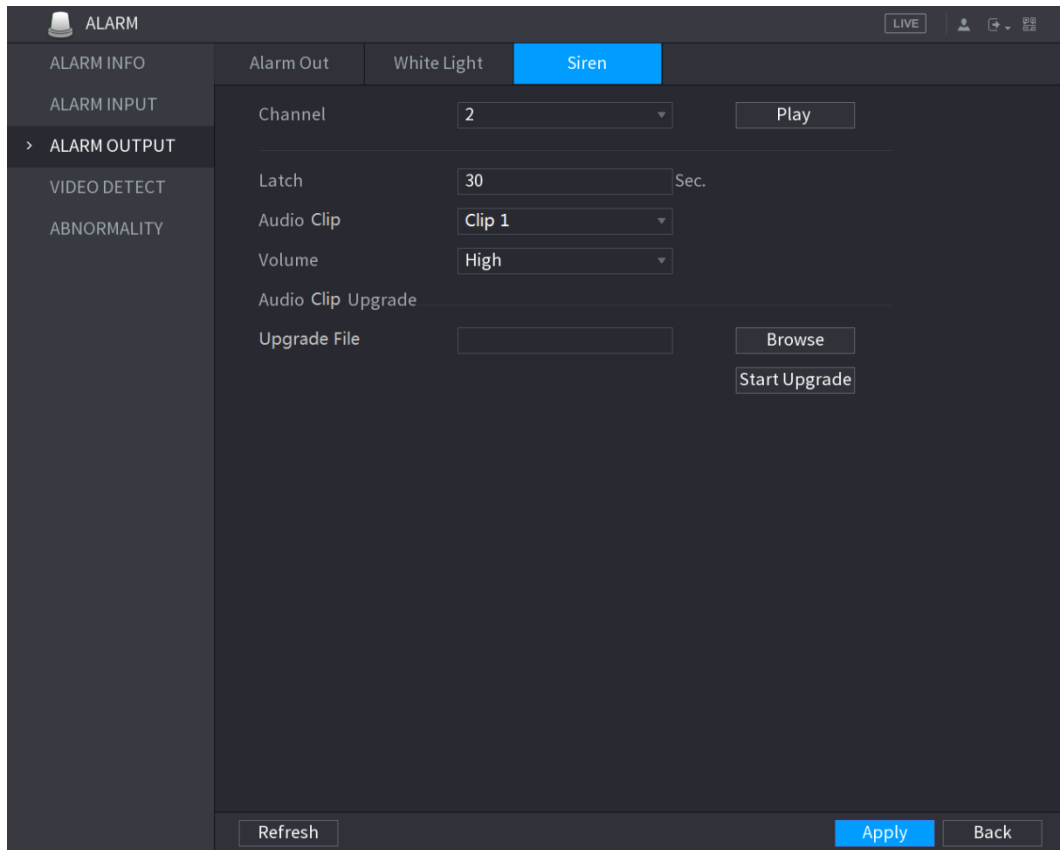 ALARM
LIVE
ALARM INFO
ALARM INPUT
> ALARM OUTPUT
VIDEO DETECT
ABNORMALITY
Alarm Out White Light Siren
Channel 2 Play
Latch 30 Sec.
Audio Clip Clip 1
Volume High
Audio Clip Upgrade
Upgrade File Browse
Start Upgrade
Refresh Apply Back